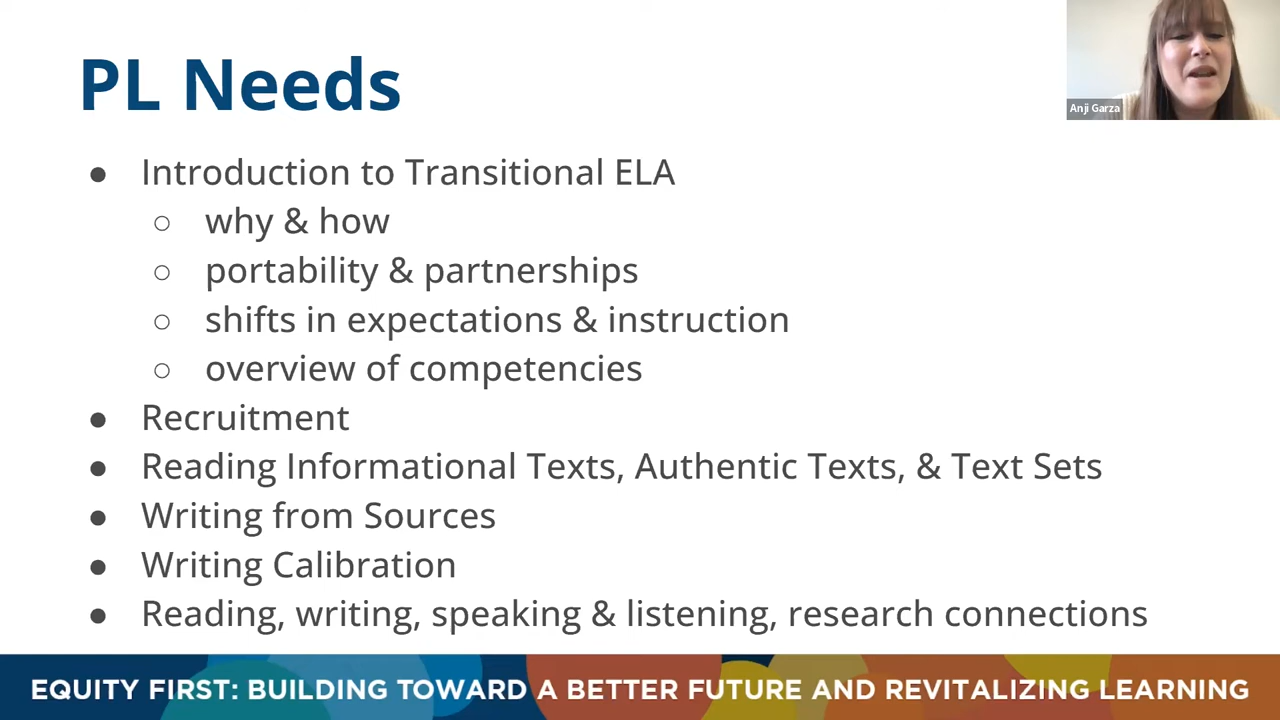 PL Needs
Anji Garza
● Introduction to Transitional ELA
○ why & how
○ portability & partnerships
○ shifts in expectations & instruction
○ overview of competencies
● Recruitment
● Reading Informational Texts, Authentic Texts, & Text Sets
● Writing from Sources
● Writing Calibration
● Reading, writing, speaking & listening, research connections
EQUITY FIRST: BUILDING TOWARD A BETTER FUTURE AND REVITALIZING LEARNING